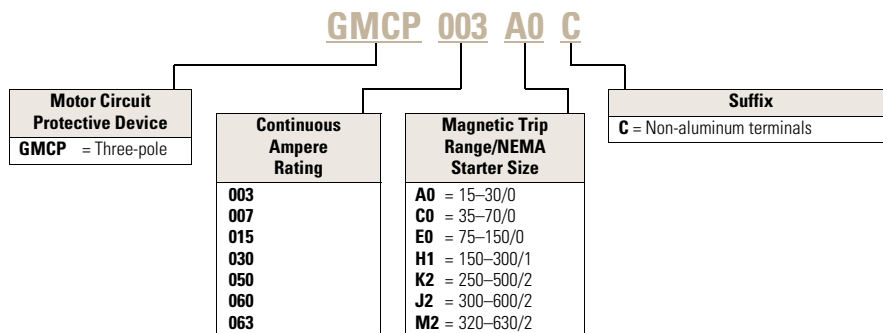 GMCP 003 A0 C
Motor Circuit
Protective Device
GMCP = Three-pole
Continuous
Ampere
Rating
003
007
015
030
050
060
063
Magnetic Trip
Range/NEMA
Starter Size
A0 = 15–30/0
C0 = 35–70/0
E0 = 75–150/0
H1 = 150–300/1
K2 = 250–500/2
J2 = 300–600/2
M2 = 320–630/2
Suffix
C = Non-aluminum terminals